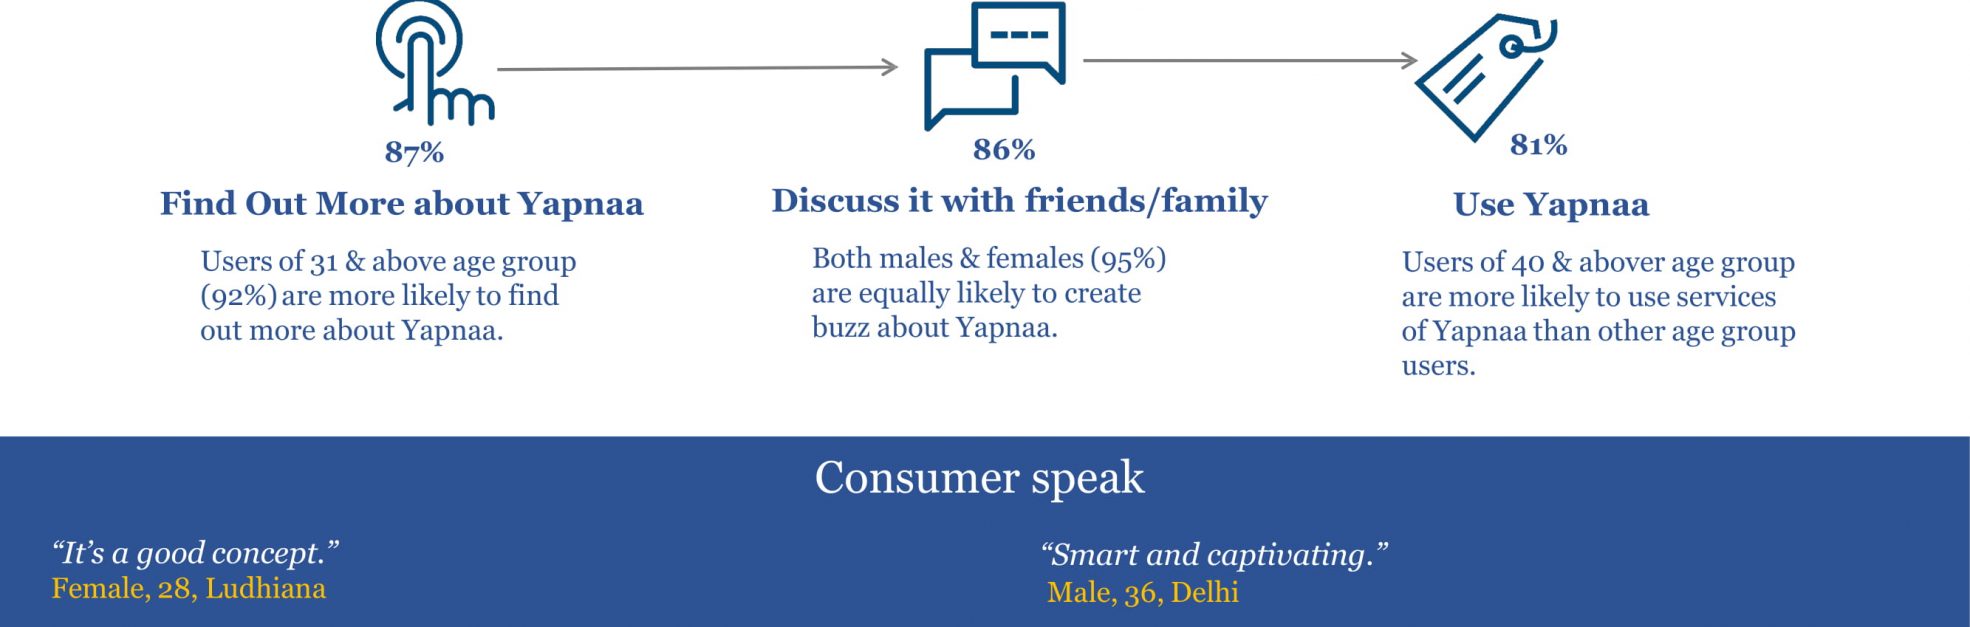 87%
Find Out More about Yapnaa
Users of 31 & above age group
(92%) are more likely to find
out more about Yapnaa.
86%
Discuss it with friends/family
Both males & females (95%)
are equally likely to create
buzz about Yapnaa.
81%
Use Yapnaa
Users of 40 & abover age group
are more likely to use services
of Yapnaa than other age group
users.
Consumer speak
“It’s a good concept.”
Female, 28, Ludhiana
“Smart and captivating.”
Male, 36, Delhi